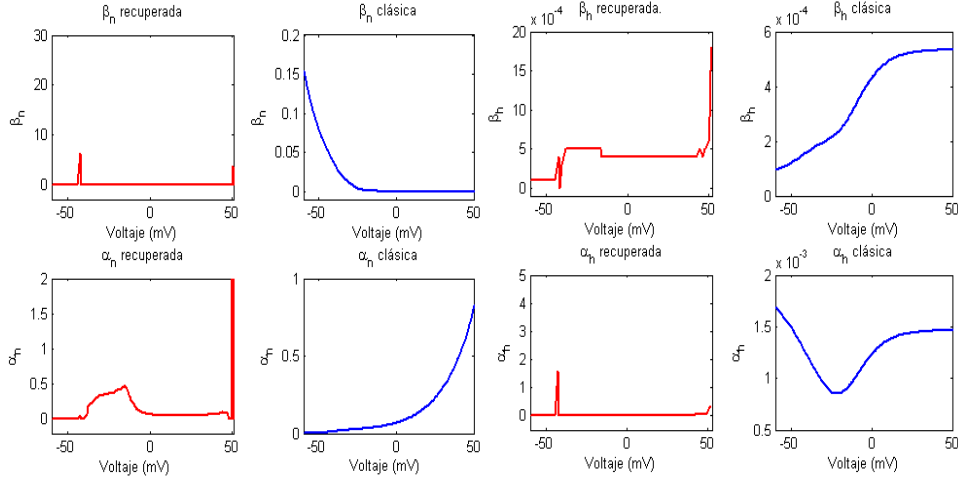 βn recuperada
30
20
10
0
βn
-50 0 50
Voltaje (mV)
βn clásica
0.2
0.15
0.1
0.05
0
βn
-50 0 50
Voltaje (mV)
βh recuperada.
20 x 10-4
15
10
5
0
βh
-50 0 50
Voltaje (mV)
βh clásica
x 10-4
6
4
2
0
βh
-50 0 50
Voltaje (mV)
αn recuperada
2
1.5
1
0.5
0
αn
-50 0 50
Voltaje (mV)
αn clásica
1
0.5
0
αn
-50 0 50
Voltaje (mV)
αh recuperada
5
4
3
2
1
0
αh
-50 0 50
Voltaje (mV)
αh clásica
2 x 10-3
1.5
1
0.5
αh
-50 0 50
Voltaje (mV)